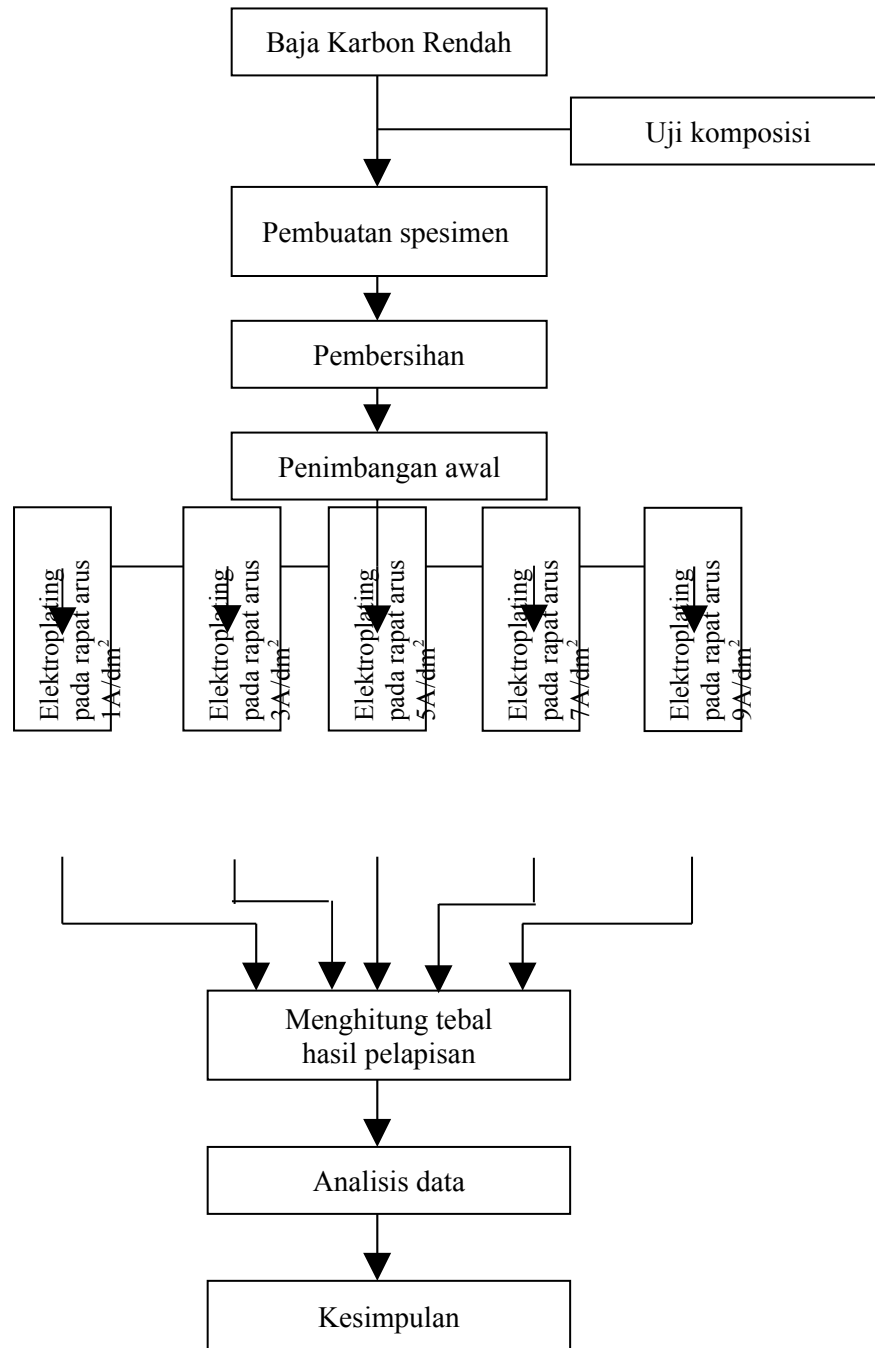 Baja Karbon Rendah
Uji komposisi
Pembuatan spesimen
Pembersihan
Penimbangan awal
Elektroplating
pada rapat arus
1A/dm²
Elektroplating
pada rapat arus
3A/dm²
Elektroplating
pada rapat arus
5A/dm²
Elektroplating
pada rapat arus
7A/dm²
Elektroplating
pada rapat arus
9A/dm²
Menghitung tebal
hasil pelapisan
Analisis data
Kesimpulan